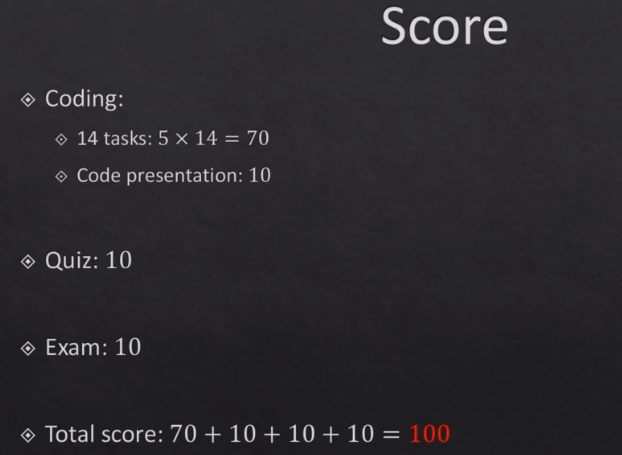 Score
Coding:
14 tasks: 5 × 14 = 70
Code presentation: 10
Quiz: 10
Exam: 10
Total score: 70 + 10 + 10 + 10 = 100